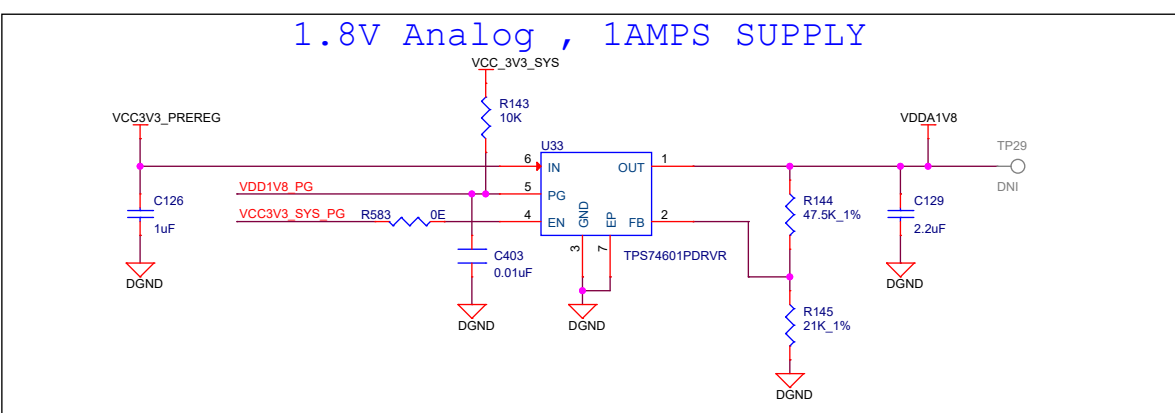 1.8V Analog , 1AMPS SUPPLY
VCC_3V3_SYS
R143
10K
VCC3V3_PREREG
VDDA1V8
TP29
DNI
U33
6
IN
OUT
1
VDD1V8_PG
5
PG
VCC3V3_SYS_PG
R583
0E
4
EN
GND
EP
FB
2
3
7
TPS74601PDRVR
C126
1uF
C403
0.01uF
R144
47.5K_1%
C129
2.2uF
DGND
DGND
DGND
DGND
R145
21K_1%
DGND